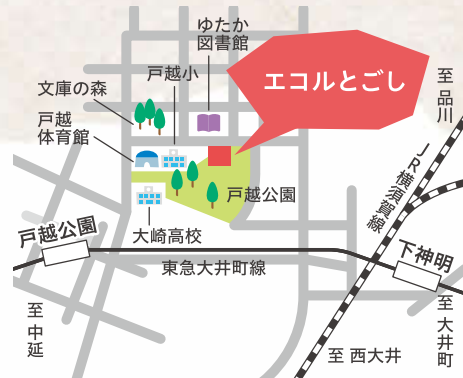 ゆたか
図書館
戸越小
文庫の森
エコルとごし
至 品川
戸越
体育館
JR横須賀線
戸越公園
大崎高校
戸越公園
下神明
東急大井町線
至 中延
至 西大井
至 大井町